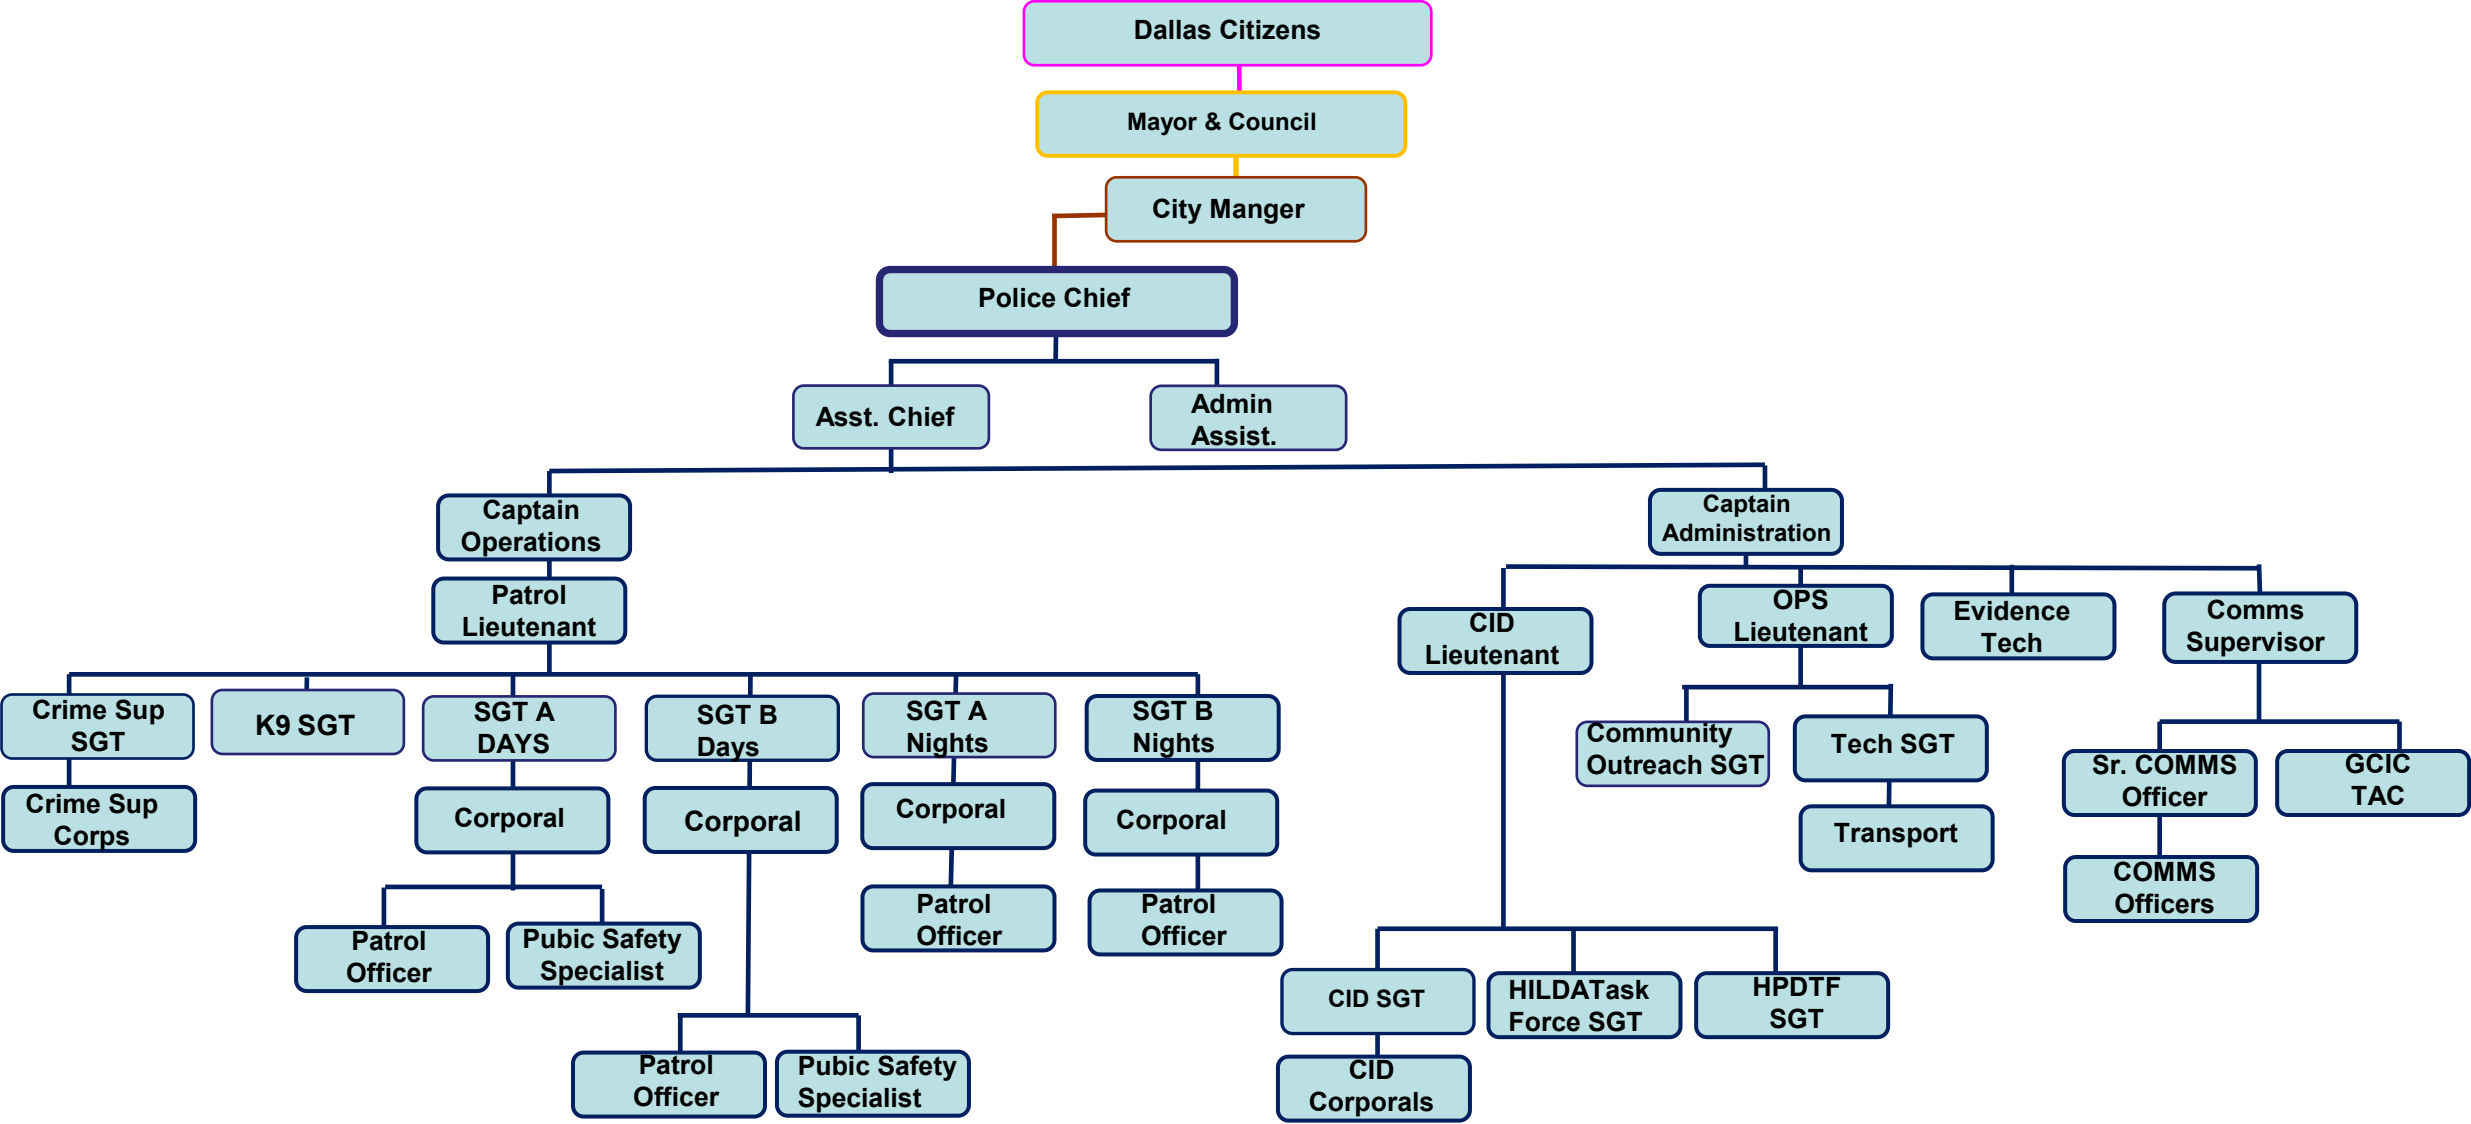 Dallas Citizens
Mayor & Council
City Manger
Police Chief
Asst. Chief
Admin
Assist.
Captain
Operations
Captain
Administration
Patrol
Lieutenant
CID
Lieutenant
OPS
Lieutenant
Evidence
Tech
Comms
Supervisor
Crime Sup
SGT
K9 SGT
SGT A
DAYS
SGT B
Days
SGT A
Nights
SGT B
Nights
Community
Outreach SGT
Tech SGT
Sr. COMMS
Officer
GCIC
TAC
Crime Sup
Corps
Corporal
Corporal
Corporal
Corporal
Transport
COMMS
Officers
Patrol
Officer
Pubic Safety
Specialist
Patrol
Officer
Patrol
Officer
CID SGT
HILDATask
Force SGT
HPDTF
SGT
Patrol
Officer
Pubic Safety
Specialist
CID
Corporals